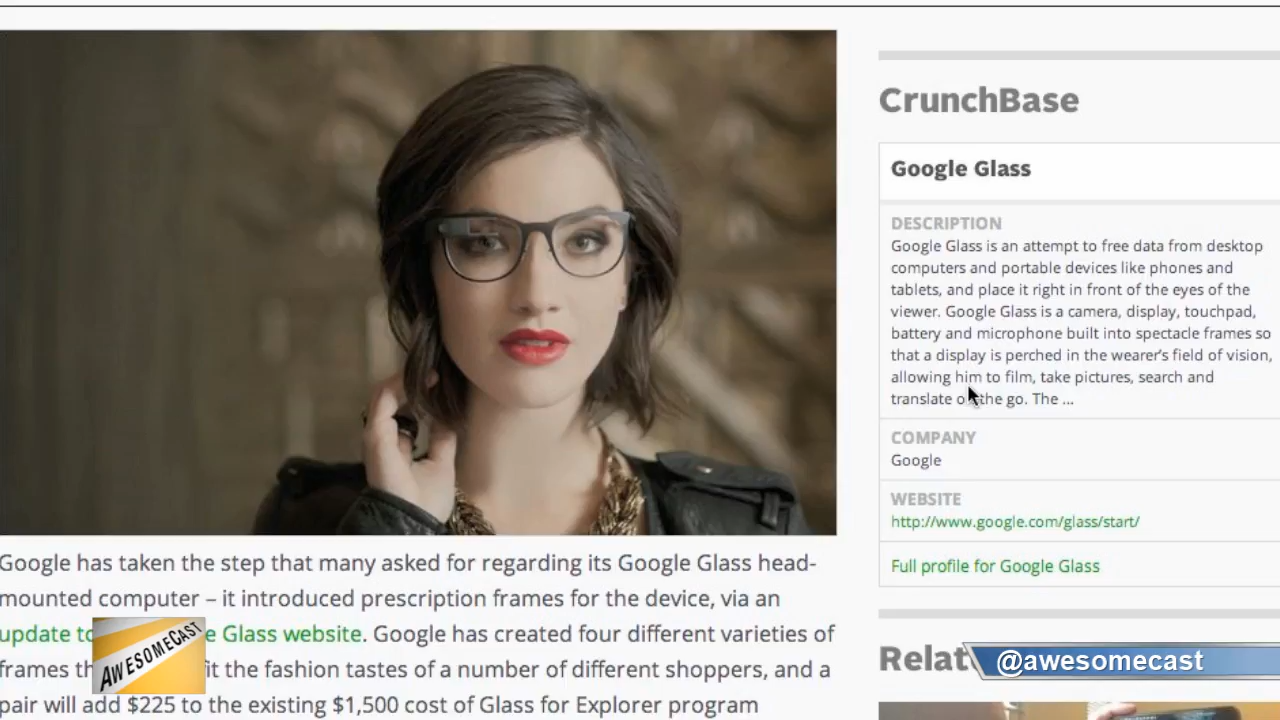 CrunchBase
Google Glass
DESCRIPTION
Google Glass is an attempt to free data from desktop
computers and portable devices like phones and
tablets, and place it right in front of the eyes of the
viewer. Google Glass is a camera, display, touchpad,
battery and microphone built into spectacle frames so
that a display is perched in the wearer's field of vision,
allowing him to film, take pictures, search and
translate the go. The ...
COMPANY
Google
WEBSITE
http://www.google.com/glass/start/
Full profile for Google Glass
Google has taken the step that many asked for regarding its Google Glass head-
mounted computer – it introduced prescription frames for the device, via an
update Glass website. Google has created four different varieties of
frames fit the fashion tastes of a number of different shoppers, and a
pair will add $225 to the existing $1,500 cost of Glass for Explorer program
AWESOMECAST
@awesomecast